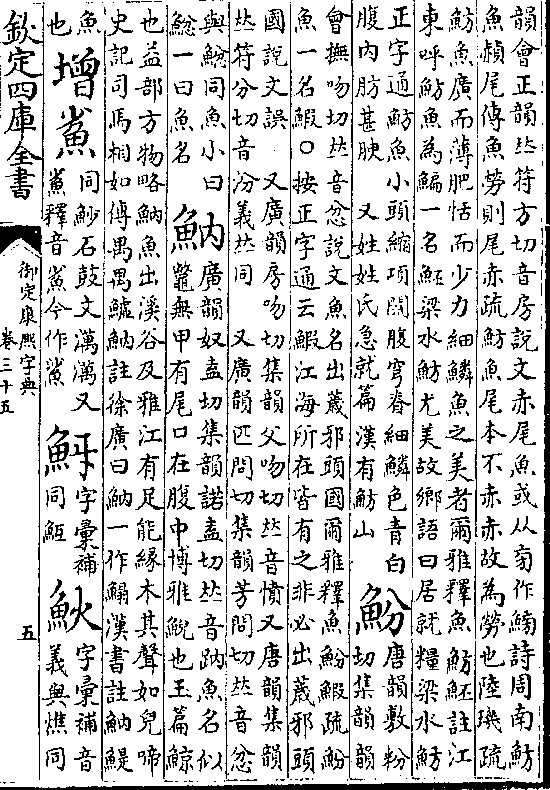 韻會正韻𠀤符方切音房說文赤尾魚或从㫄作鰟詩周南魴
魚頳尾傳魚勞則尾赤疏魴魚尾本不赤赤故為勞也陸璣疏
魴魚廣而薄肥恬而少力細鱗魚之美者爾雅釋魚魴魾註江
東呼魴魚為鯿一名魾梁水魴尤美故鄉語曰居就糧梁水魴
正字通魴魚小頭縮項闊腹穹脊細鱗色青白
腹內肪甚腴 又姓姓氏急就篇漢有魴山
魵 唐韻敷粉
切集韻韻
會撫吻切𠀤音忿說文魚名出薉邪頭國爾雅釋魚魵鰕疏魵
魚一名鰕○按正字通云鰕江海所在皆有之非必出薉邪頭
國說文誤 又廣韻房吻切集韻父吻切𠀤音憤又唐韻集韻
𠀤符分切音汾義𠀤同 又廣韻匹問切集韻芳問切𠀤音忿
與同魚小曰
一曰魚名
魶 廣韻奴盍切集韻諾盍切𠀤音䟜魚名似
鼈無甲有尾口在腹中博雅鯢也玉篇鯨
也益部方物略魶魚出溪谷及雅江有足能緣木其聲如兒啼
史記司馬相如傳禺禺鱋魶註徐廣曰魶一作鰨漢書註魶鯷
魚
也
增 同魦石鼓文澫澫又
鯊釋音鯊今作鯊
字彙補
同魱
𩵰 字彙補音
義與燋同
欽定四庫全書
御定康熙字典
卷三十五
五